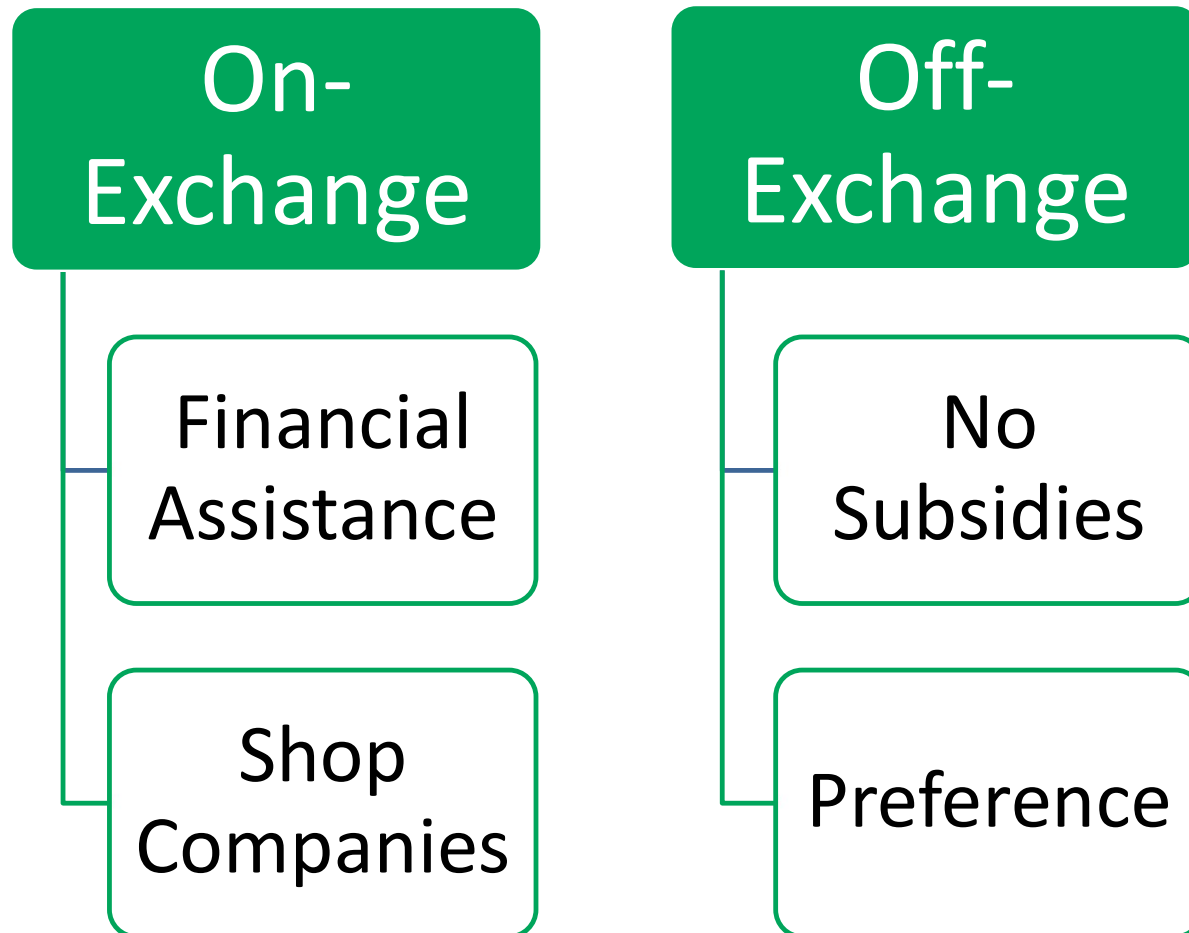 On-
Exchange
Financial
Assistance
Shop
Companies
Off-
Exchange
No
Subsidies
Preference